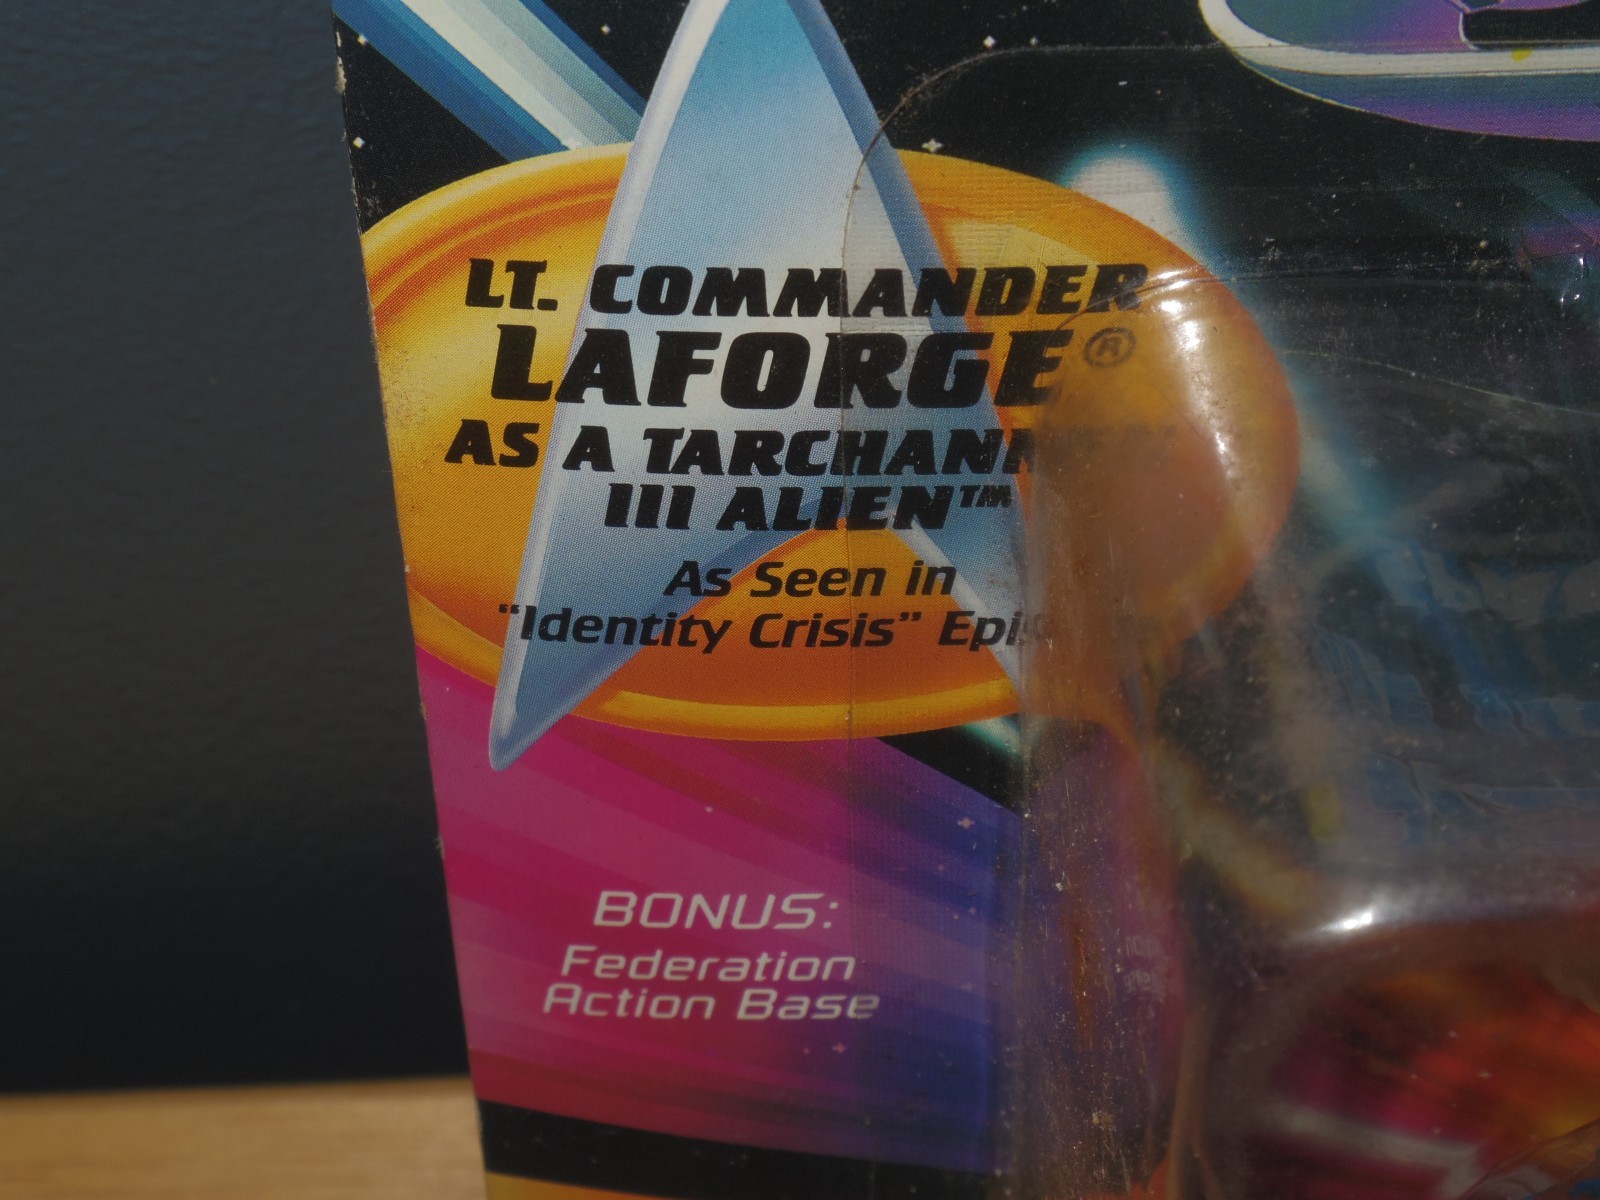 LT. COMMANDER
LAFORGE®
AS A TARCHANN
III ALIEN™
As Seen in
"Identity Crisis" Epis
BONUS:
Federation
Action Base